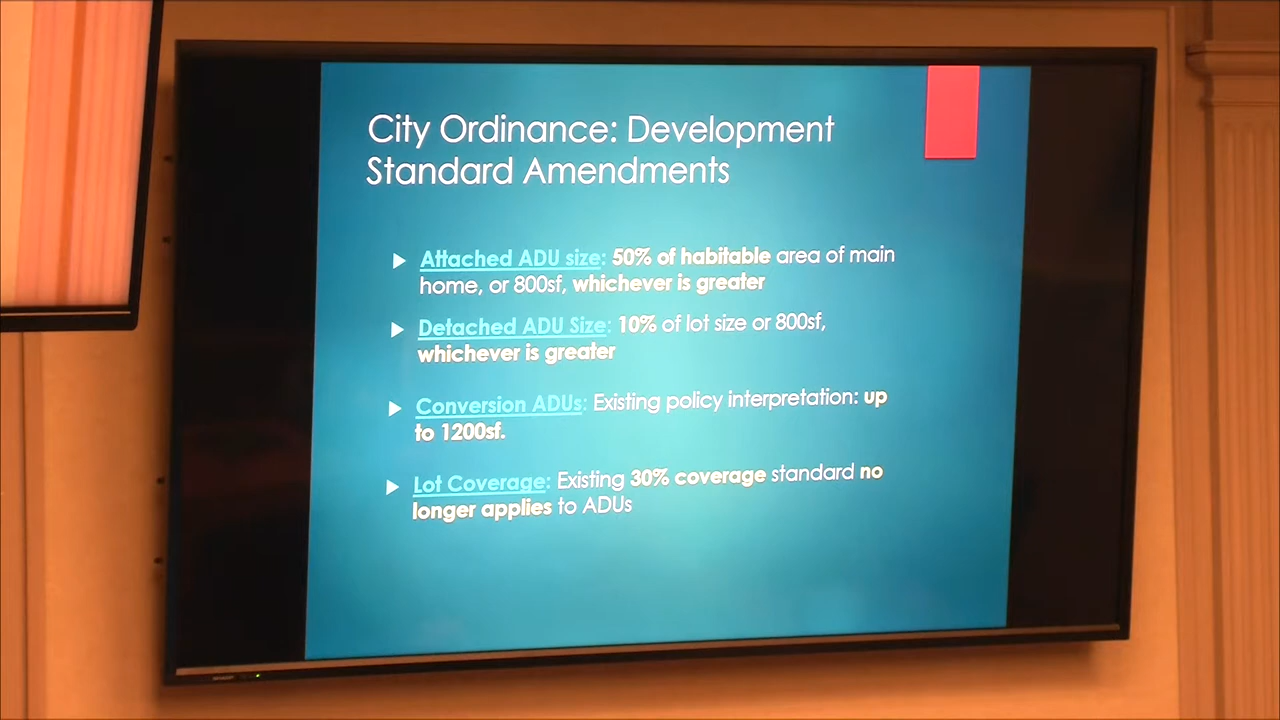 City Ordinance: Development
Standard Amendments
Attached ADU size: 50% of habitable area of main
home, or 800sf, whichever is greater
Detached ADU Size: 10% of lot size or 800sf,
whichever is greater
Conversion ADUs: Existing policy interpretation: up
to 1200sf.
Lot Coverage: Existing 30% coverage standard no
longer applies to ADUs
SHARP